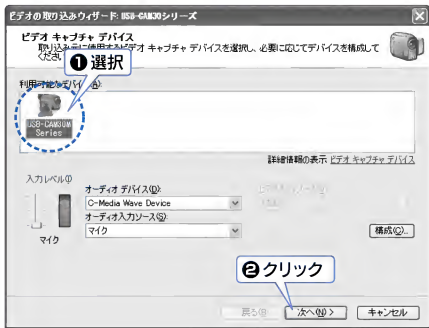 ビデオの取り込みウィザード: USB-CAM30シリーズ
ビデオ キャプチャ デバイス
取り込み元に使用するビデオ キャプチャ デバイスを選択し、必要に応じてデバイスを構成して
ください
❶選択
利用可能なデバイス(A):
USB-CAM30M
Series
詳細情報の表示 ビデオ キャプチャ デバイス
入力レベル(I)
オーディオ デバイス(D):
C-Media Wave Device
オーディオ入力ソース(S):
マイク
マイク
構成(C)...
❷クリック
戻る(B)
次へ(N) >
キャンセル